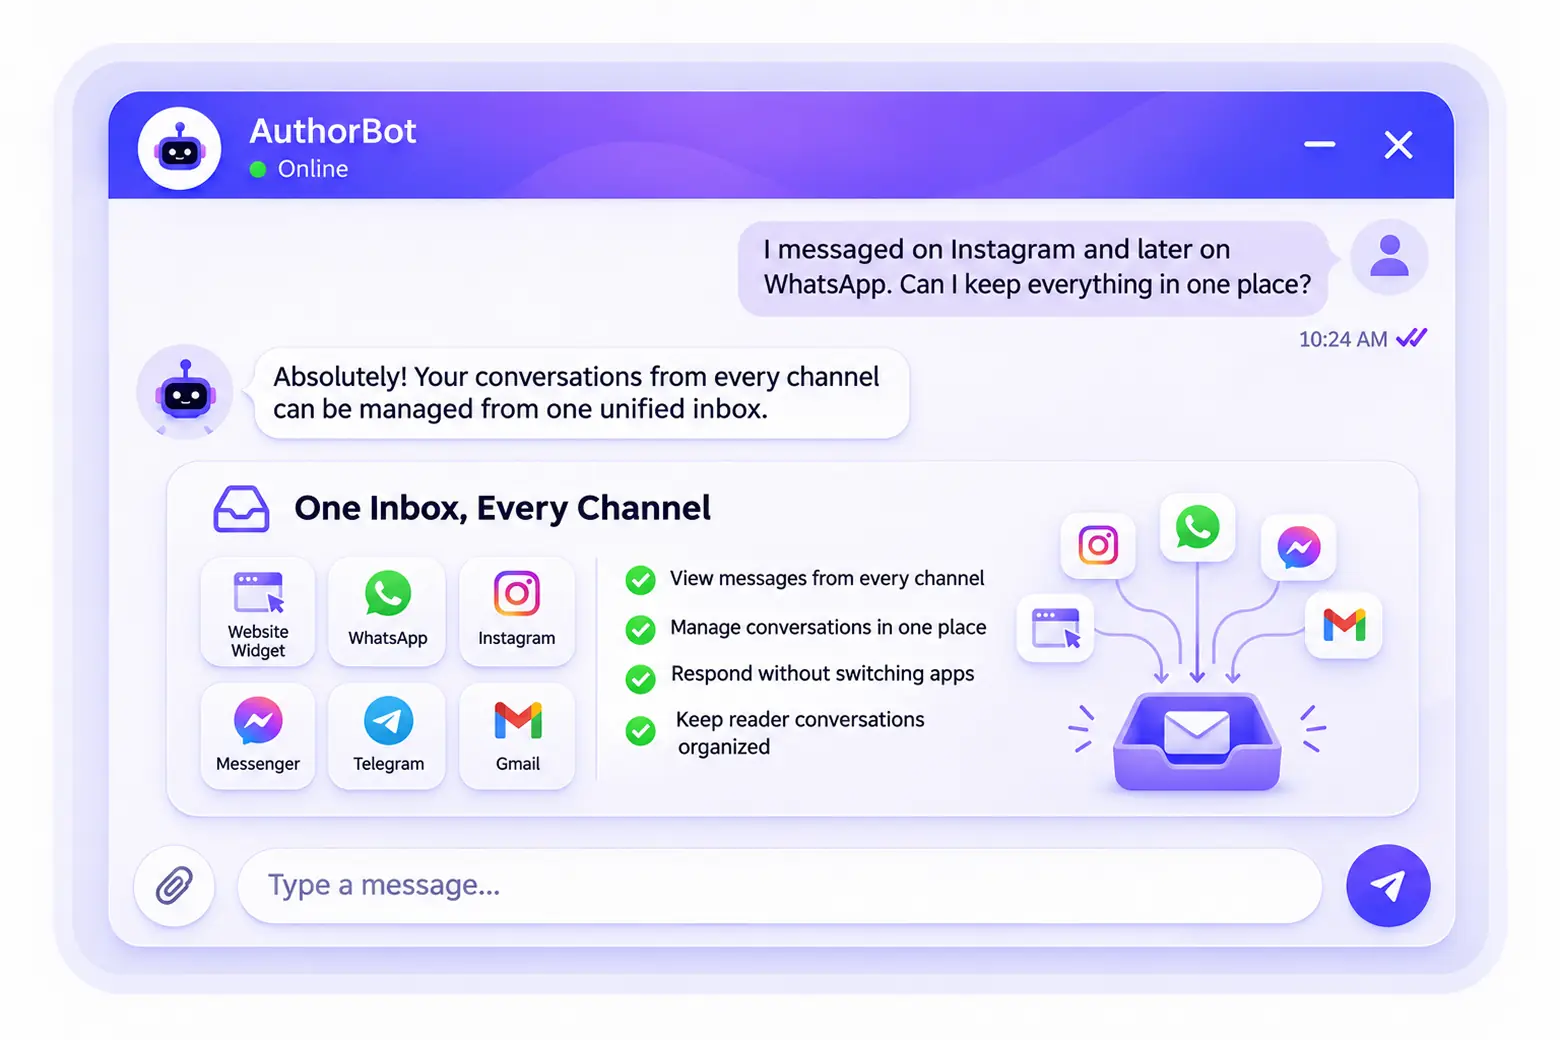 AuthorBot
Online
I messaged on Instagram and later on
WhatsApp. Can I keep everything in one place?
10:24 AM
Absolutely! Your conversations from every channel
can be managed from one unified inbox.
One Inbox, Every Channel
Website
Widget
WhatsApp
Instagram
Messenger
Telegram
Gmail
View messages from every channel
Manage conversations in one place
Respond without switching apps
Keep reader conversations
organized
Type a message...